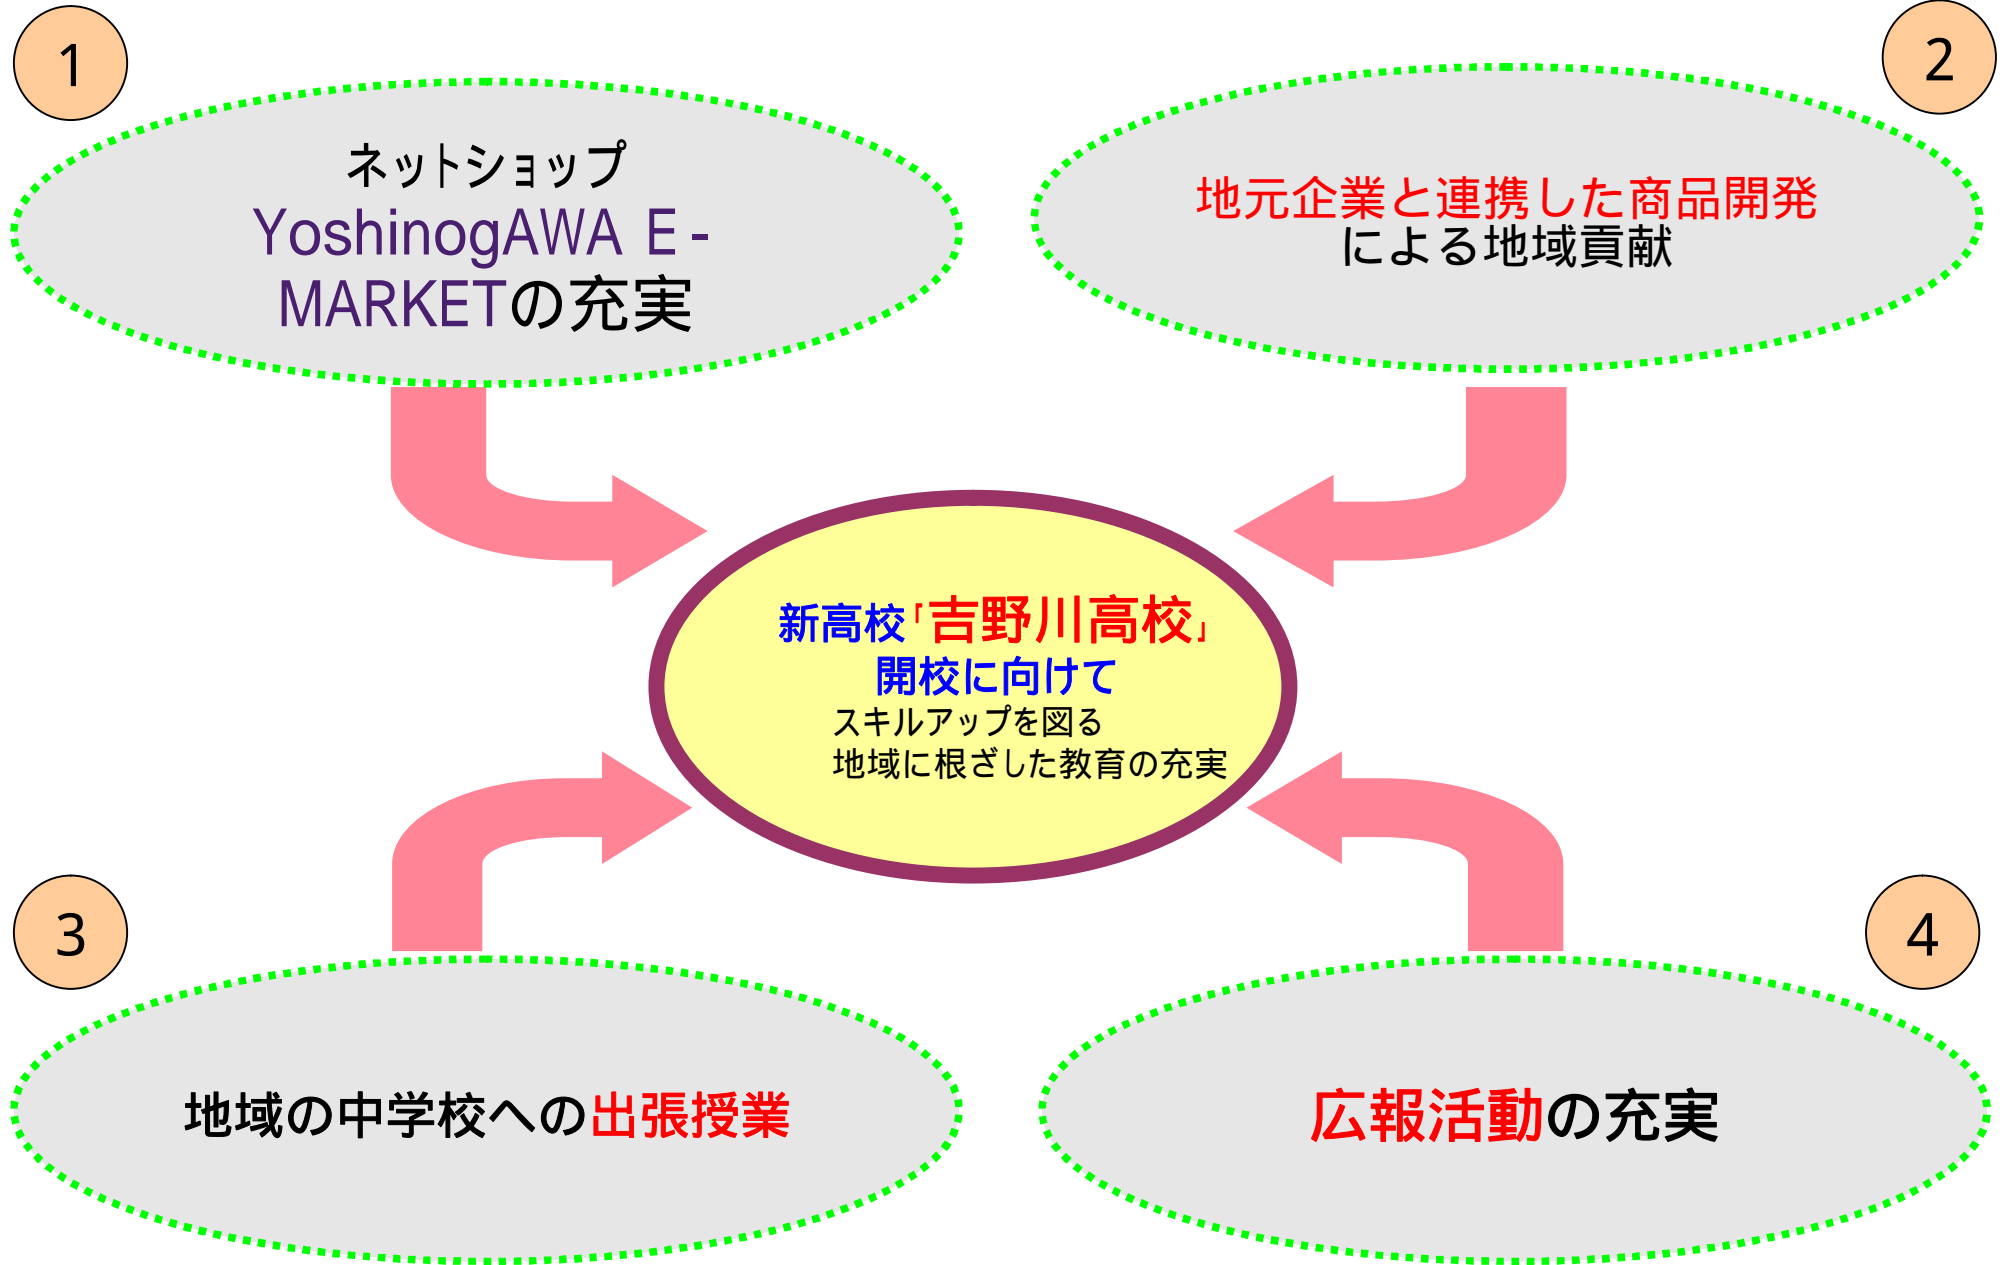 1
ネットショップ
YoshinogAWA E-
MARKETの充実
2
地元企業と連携した商品開発
による地域貢献
新高校「吉野川高校」
開校に向けて
スキルアップを図る
地域に根ざした教育の充実
3
地域の中学校への出張授業
4
広報活動の充実